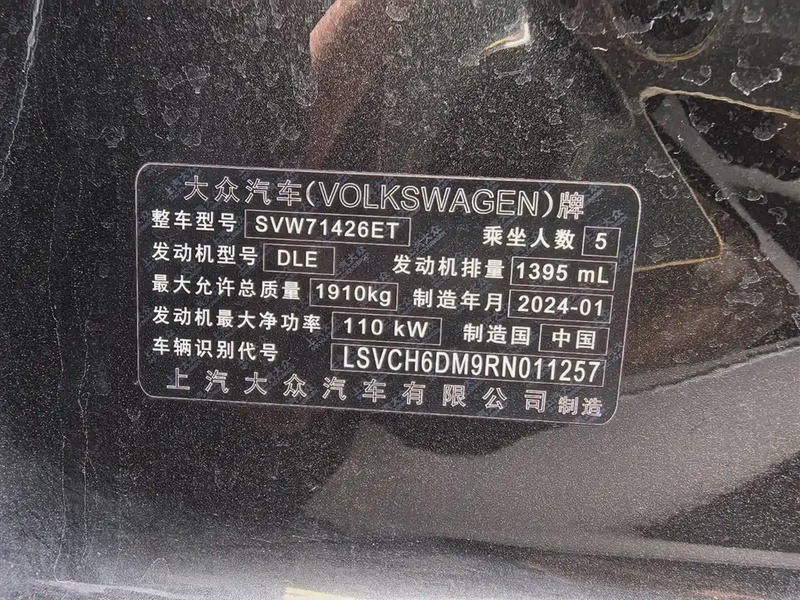 大众汽车(VOLKSWAGEN)牌
整车型号 SVW71426ET 乘坐人数 5
发动机型号 DLE 发动机排量 1395 mL
最大允许总质量 1910kg 制造年月 2024-01
发动机最大净功率 110 kW 制造国 中国
车辆识别代号 LSVCH6DM9RN011257
上汽大众汽车有限公司 制造